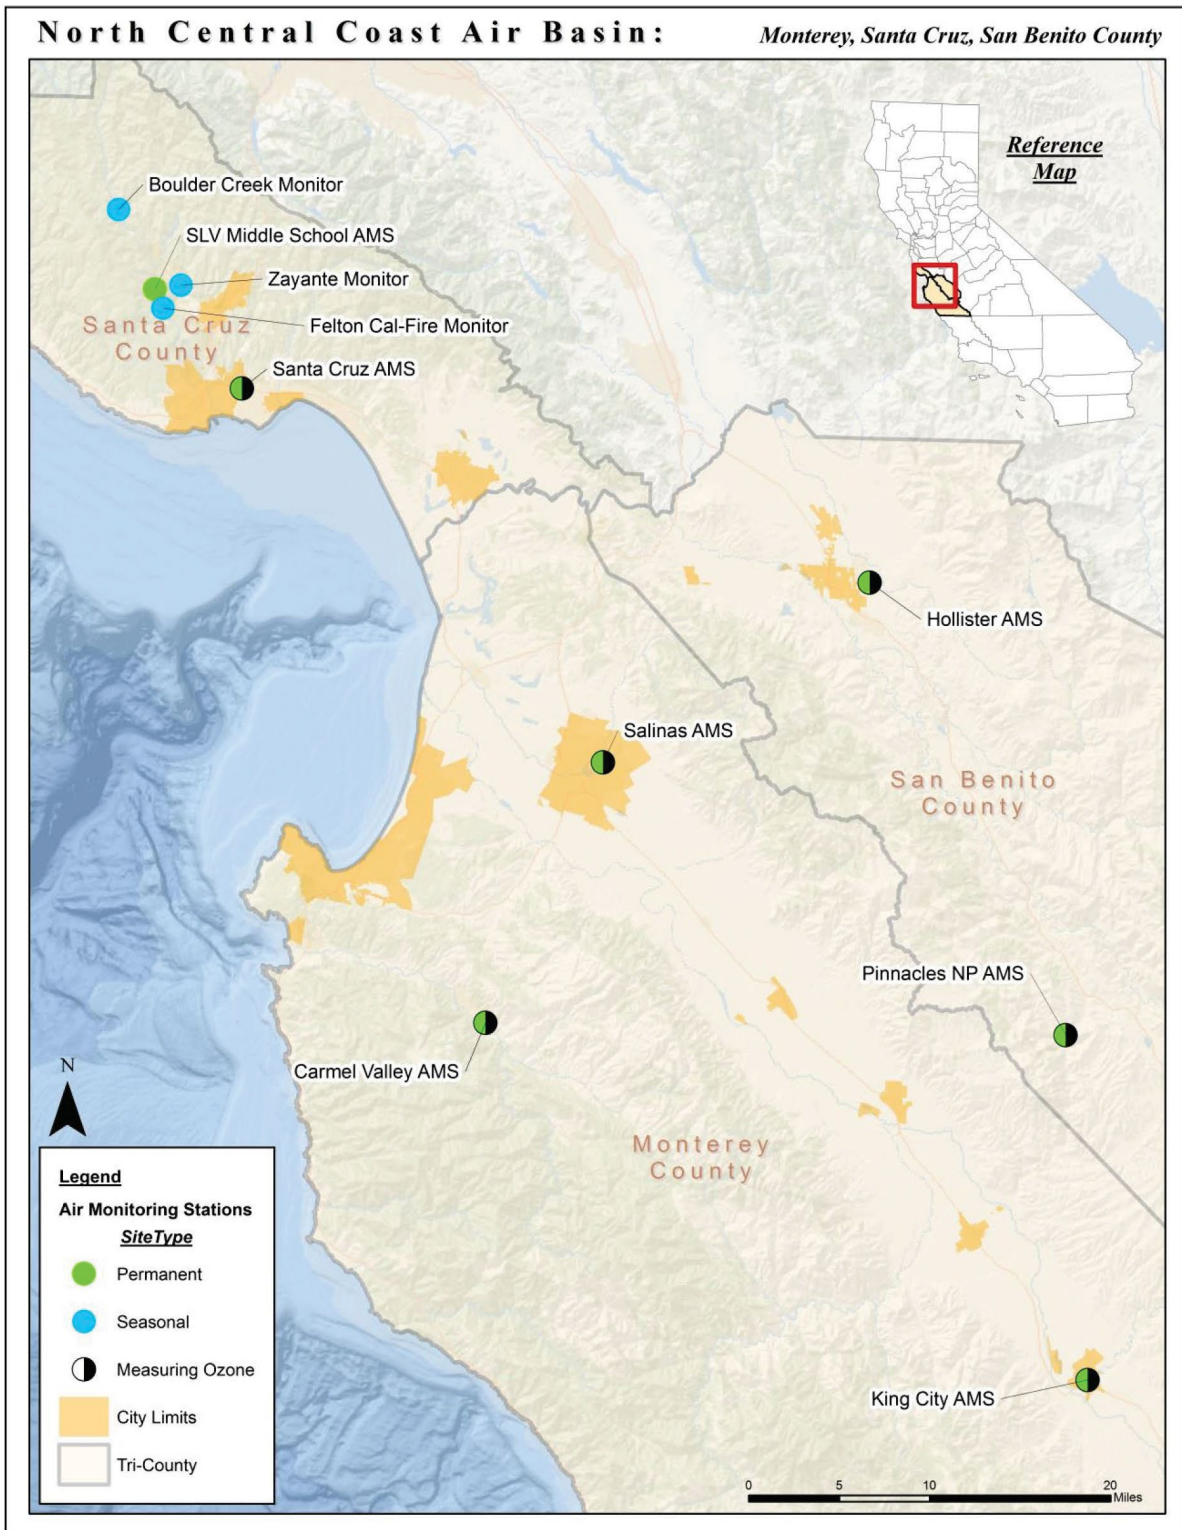 North Central Coast Air Basin:
Monterey, Santa Cruz, San Benito County
Reference
Map
Boulder Creek Monitor
SLV Middle School AMS
Zayante Monitor
Felton Cal-Fire Monitor
Santa Cruz
County
Santa Cruz AMS
Hollister AMS
Salinas AMS
San Benito
County
Pinnacles NP AMS
Carmel Valley AMS
Monterey
County
King City AMS
N
Legend
Air Monitoring Stations
SiteType
Permanent
Seasonal
Measuring Ozone
City Limits
Tri-County
0 5 10 20
Miles